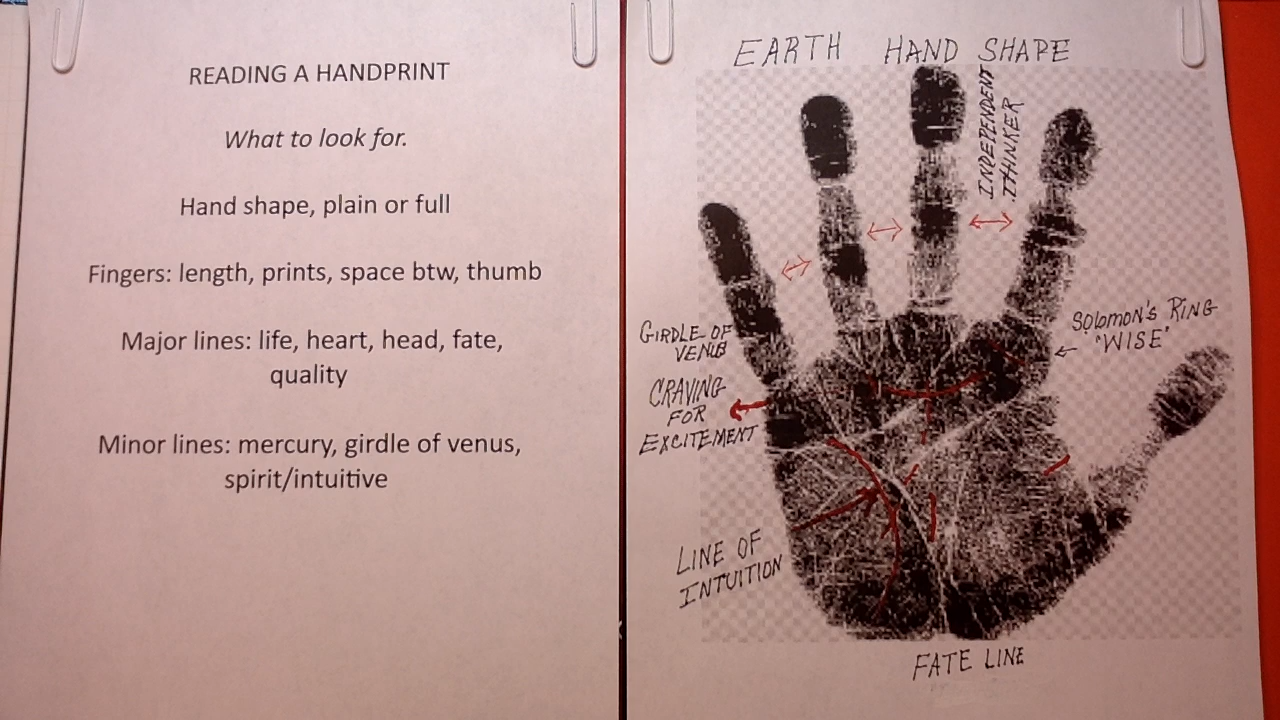 READING A HANDPRINT
What to look for.
Hand shape, plain or full
Fingers: length, prints, space btw, thumb
Major lines: life, heart, head, fate,
quality
Minor lines: mercury, girdle of venus,
spirit/intuitive
EARTH HAND SHAPE
INDEPENDENT
THINKER
SOLOMON'S RING
"WISE"
GIRDLE OF
VENUS
CRAVING
FOR
EXCITEMENT
LINE OF
INTUITION
FATE LINE